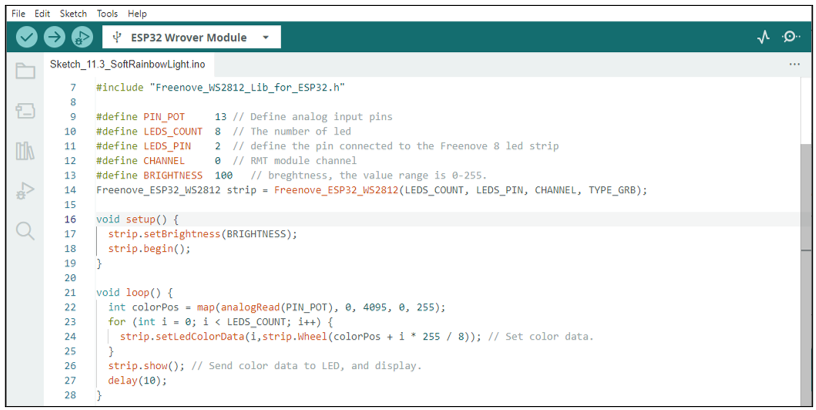 File Edit Sketch Tools Help
ESP32 Wrover Module
Sketch_11.3_SoftRainbowLight.ino ...
7 #include "Freenove_WS2812_Lib_for_ESP32.h"
8
9 #define PIN_POT 13 // Define analog input pins
10 #define LEDS_COUNT 8 // The number of led
11 #define LEDS_PIN 2 // define the pin connected to the Freenove 8 led strip
12 #define CHANNEL 0 // RMT module channel
13 #define BRIGHTNESS 100 // breghtness, the value range is 0-255.
14 Freenove_ESP32_WS2812 strip = Freenove_ESP32_WS2812(LEDS_COUNT, LEDS_PIN, CHANNEL, TYPE_GRB);
15
16 void setup() {
17 strip.setBrightness(BRIGHTNESS);
18 strip.begin();
19 }
20
21 void loop() {
22 int colorPos = map(analogRead(PIN_POT), 0, 4095, 0, 255);
23 for (int i = 0; i < LEDS_COUNT; i++) {
24 strip.setLedColorData(i,strip.Wheel(colorPos + i * 255 / 8)); // Set color data.
25 }
26 strip.show(); // Send color data to LED, and display.
27 delay(10);
28 }